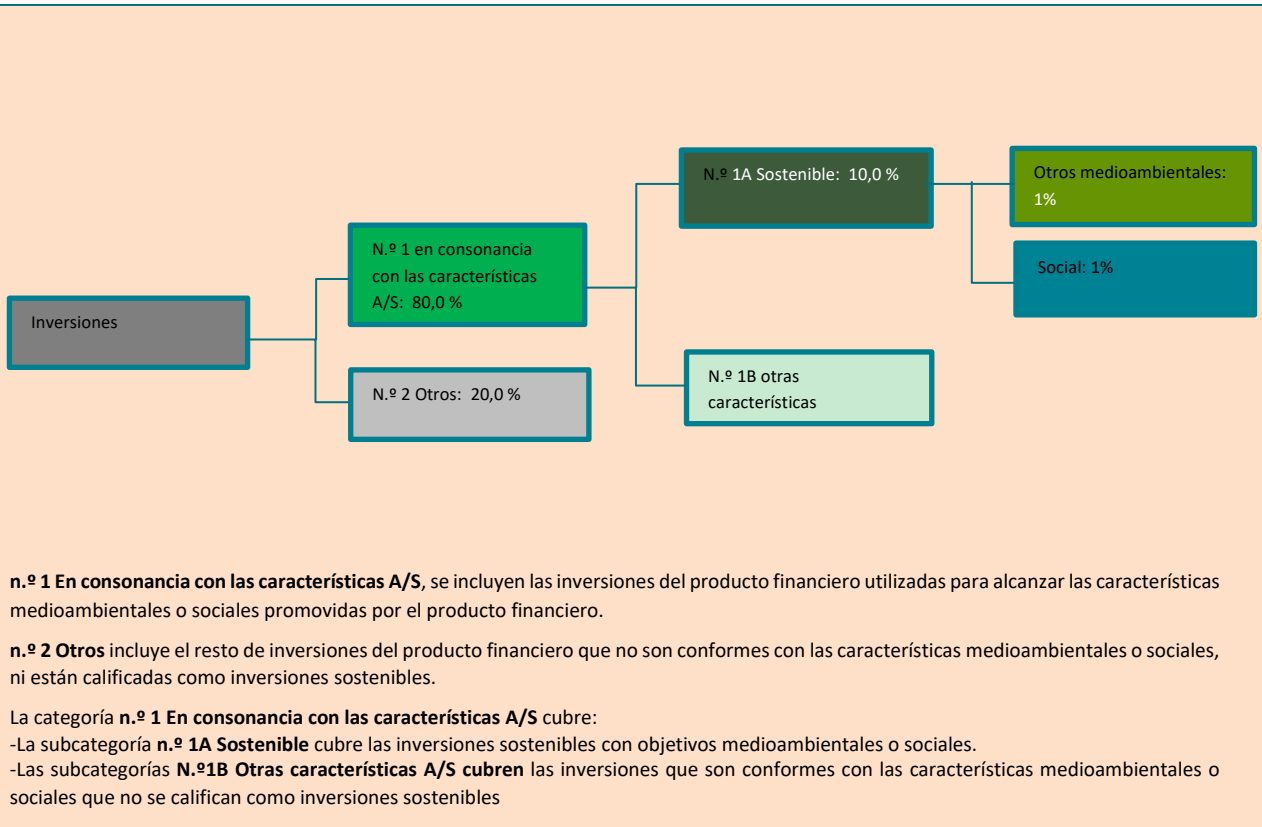 Inversiones
N.º 1 en consonancia
con las características
A/S:  80,0 %
N.º 2 Otros:  20,0 %
N.º 1A Sostenible:  10,0 %
N.º 1B otras
características
Otros medioambientales:
1%
Social: 1%
n.º 1 En consonancia con las características A/S, se incluyen las inversiones del producto financiero utilizadas para alcanzar las características
medioambientales o sociales promovidas por el producto financiero.
n.º 2 Otros incluye el resto de inversiones del producto financiero que no son conformes con las características medioambientales o sociales,
ni están calificadas como inversiones sostenibles.
La categoría n.º 1 En consonancia con las características A/S cubre:
-La subcategoría n.º 1A Sostenible cubre las inversiones sostenibles con objetivos medioambientales o sociales.
-Las subcategorías N.º1B Otras características A/S cubren las inversiones que son conformes con las características medioambientales o
sociales que no se califican como inversiones sostenibles